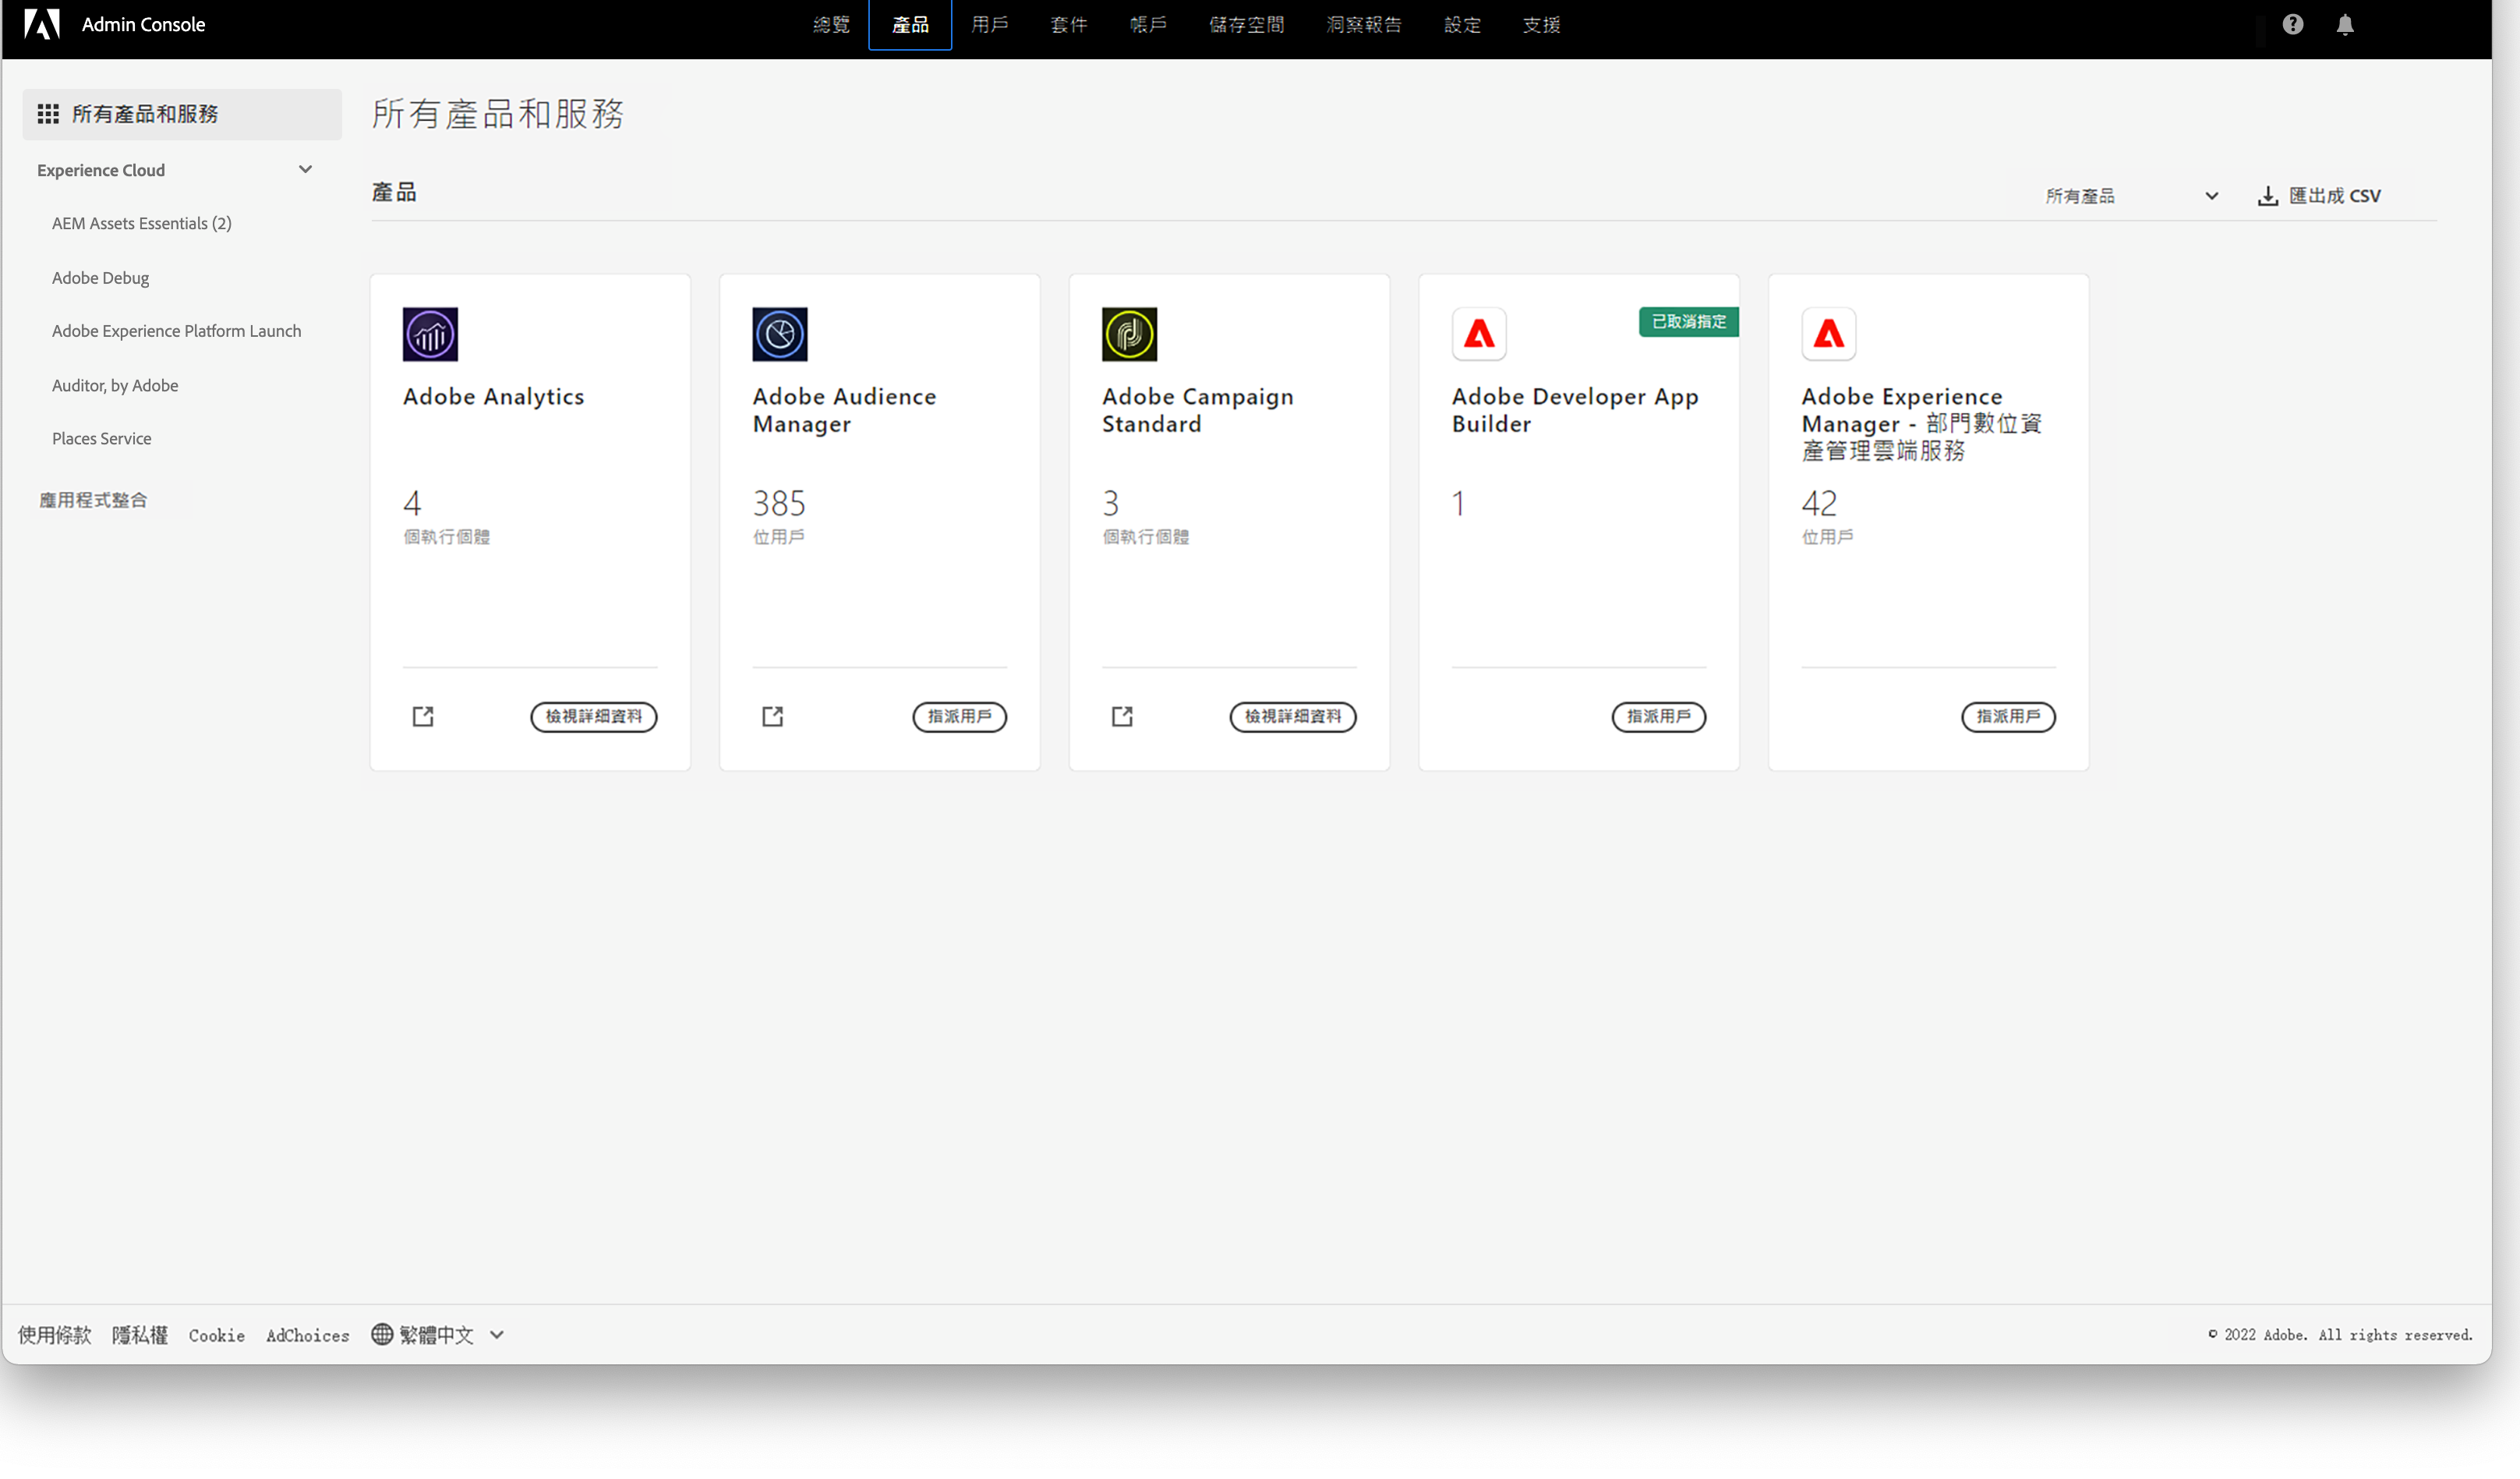 Admin Console
總覽 產品 用戶 套件 帳戶 儲存空間 洞察報告 設定 支援
所有產品和服務
Experience Cloud
AEM Assets Essentials (2)
Adobe Debug
Adobe Experience Platform Launch
Auditor, by Adobe
Places Service
應用程式整合
所有產品和服務
產品
所有產品
匯出成 CSV
Adobe Analytics
4
個執行個體
檢視詳細資料
Adobe Audience
Manager
385
位用戶
指派用戶
Adobe Campaign
Standard
3
個執行個體
檢視詳細資料
已取消指定
Adobe Developer App
Builder
1
指派用戶
Adobe Experience
Manager - 部門數位資
產管理雲端服務
42
位用戶
指派用戶
使用條款 隱私權 Cookie AdChoices 繁體中文
© 2022 Adobe. All rights reserved.